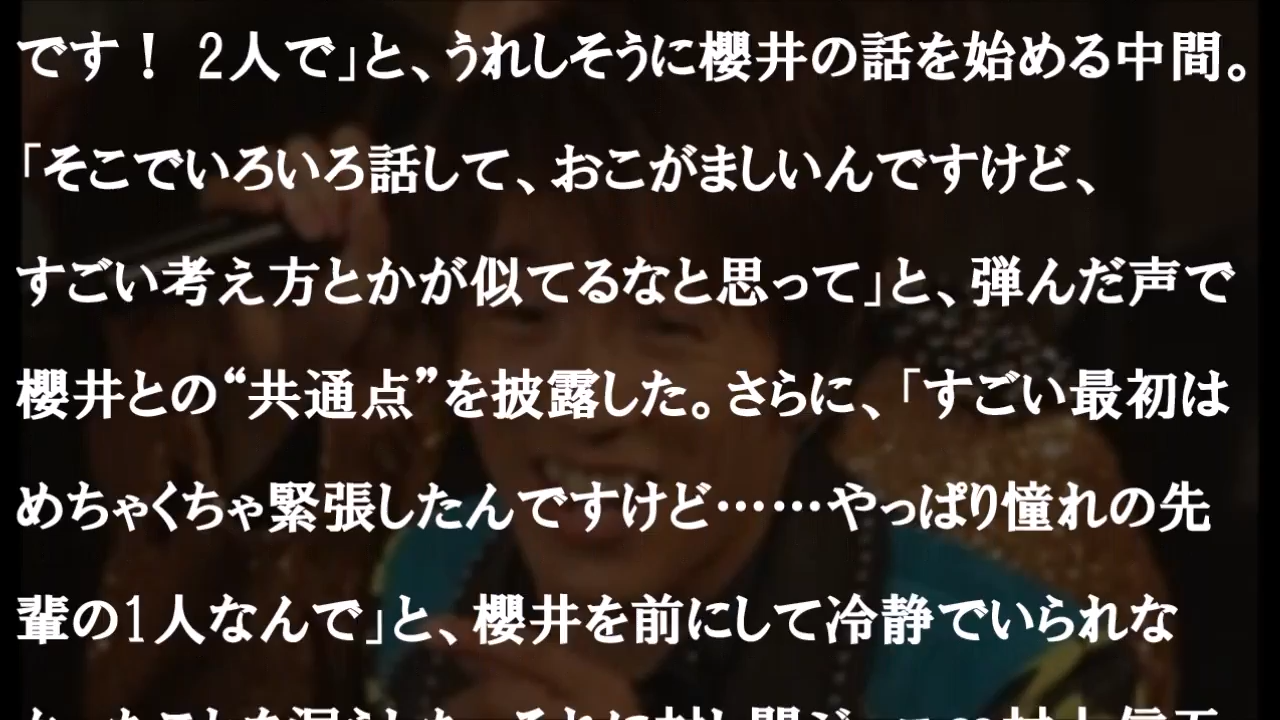 です！ 2人で」と、うれしそうに櫻井の話を始める中間。
「そこでいろいろ話して、おこがましいんですけど、
すごい考え方とかが似てるなと思って」と、弾んだ声で
櫻井との“共通点”を披露した。さらに、「すごい最初は
めちゃくちゃ緊張したんですけど……やっぱり憧れの先
輩の1人なんで」と、櫻井を前にして冷静でいられな